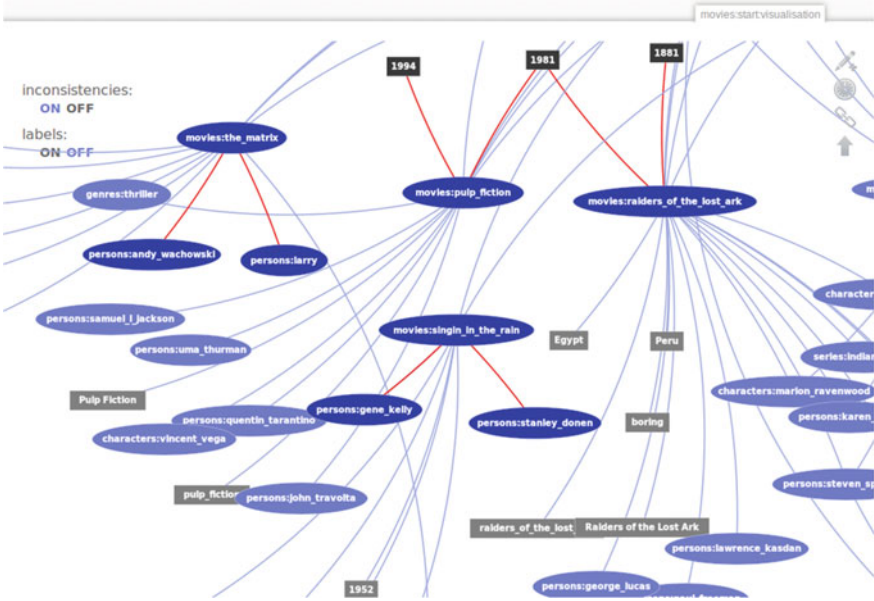 movies:start:visualisation
1994
1981
1881
inconsistencies:
ON OFF
labels:
ON OFF
movies:the_matrix
genres:thriller
movies:pulp_fiction
movies:raiders_of_the_lost_ark
persons:andy_wachowski
persons:larry
persons:samuel_l_jackson
movies:singin_in_the_rain
persons:uma_thurman
Egypt
Peru
character
series:indian
characters:marion_ravenwood
Pulp Fiction
persons:gene_kelly
persons:quentin_tarantino
persons:stanley_donen
boring
persons:karen_
characters:vincent_vega
persons:steven_sp
pulp_fiction
persons:john_travolta
raiders_of_the_lost_
Raiders of the Lost Ark
persons:lawrence_kasdan
1952
persons:george_lucas